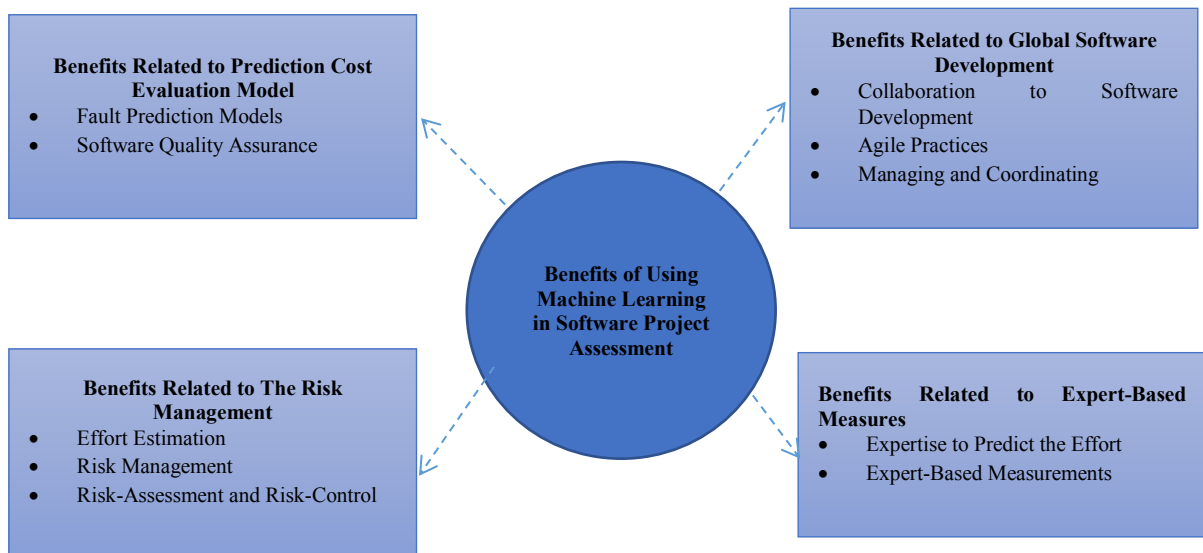 Benefits Related to Prediction Cost
Evaluation Model
• Fault Prediction Models
• Software Quality Assurance
Benefits Related to Global Software
Development
• Collaboration to Software
Development
• Agile Practices
• Managing and Coordinating
Benefits of Using
Machine Learning
in Software Project
Assessment
Benefits Related to The Risk
Management
• Effort Estimation
• Risk Management
• Risk-Assessment and Risk-Control
Benefits Related to Expert-Based
Measures
• Expertise to Predict the Effort
• Expert-Based Measurements